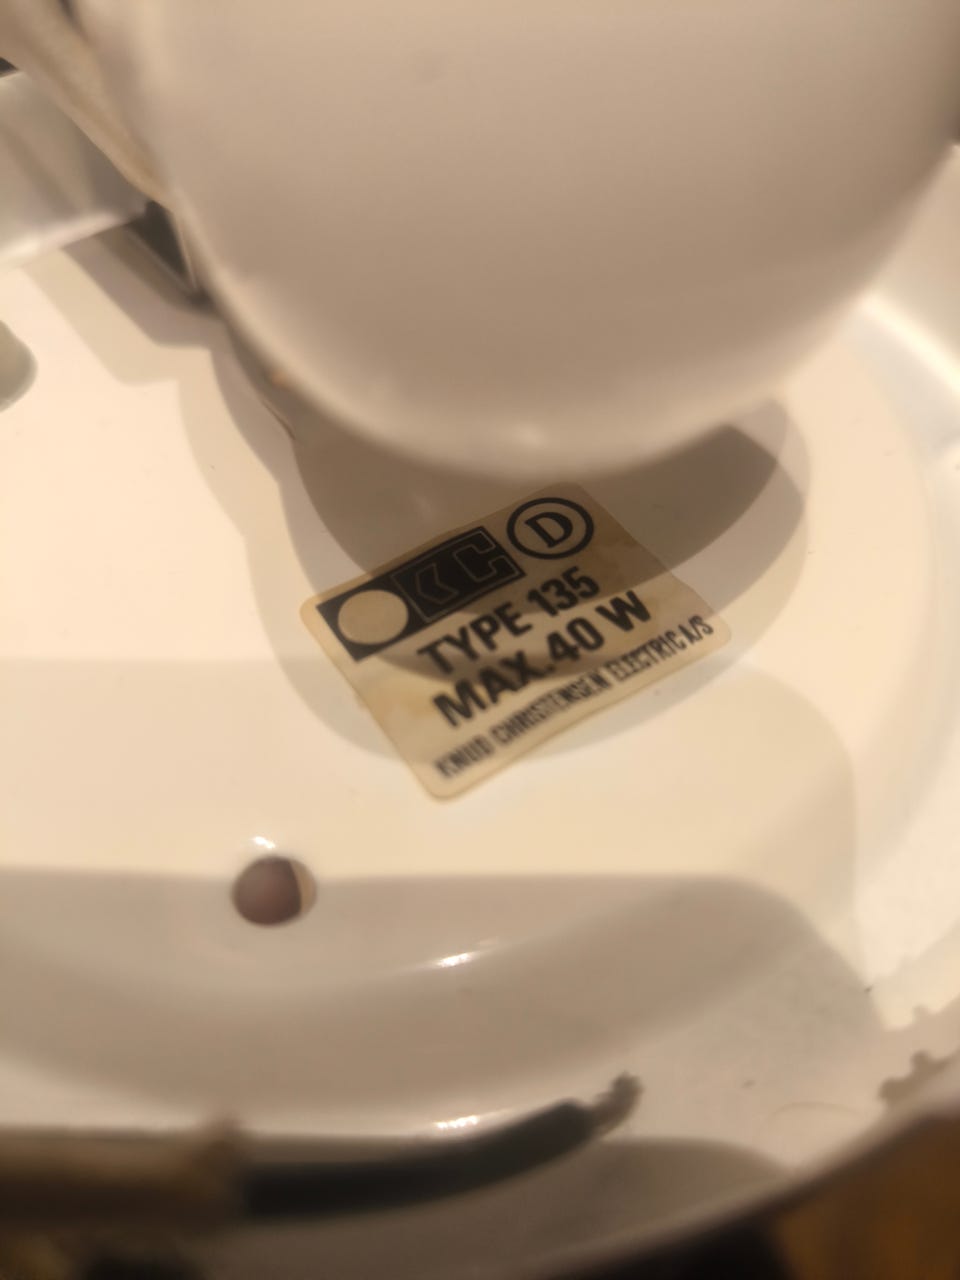 KC D
TYPE 135
MAX. 40 W
KNUD CHRISTENSEN ELECTRIC A/S